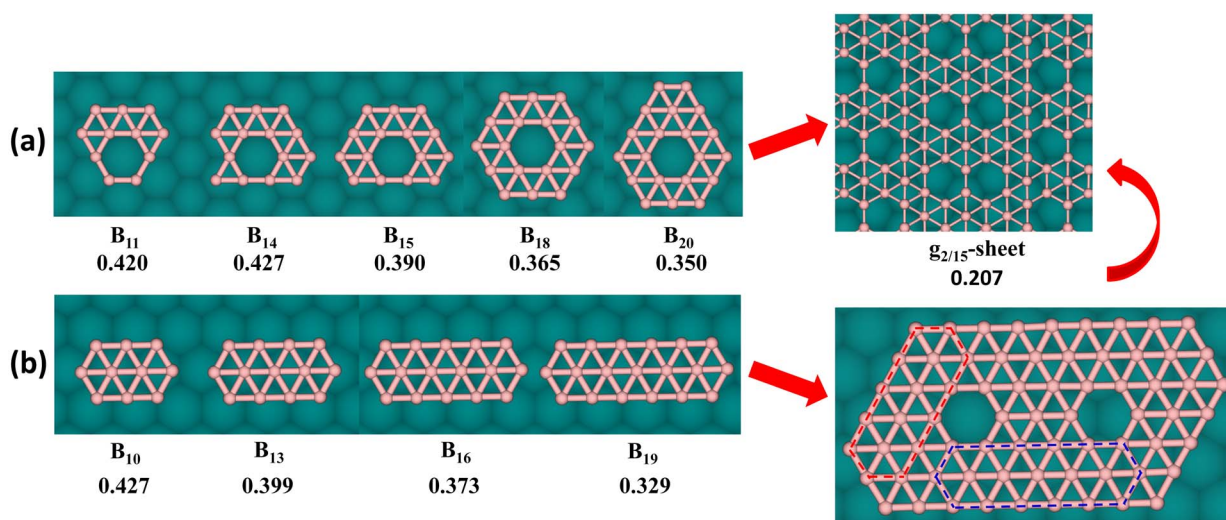 (a)
B₁₁ B₁₄ B₁₅ B₁₈ B₂₀
0.420 0.427 0.390 0.365 0.350
g₂/₁₅-sheet
0.207
(b)
B₁₀ B₁₃ B₁₆ B₁₉
0.427 0.399 0.373 0.329